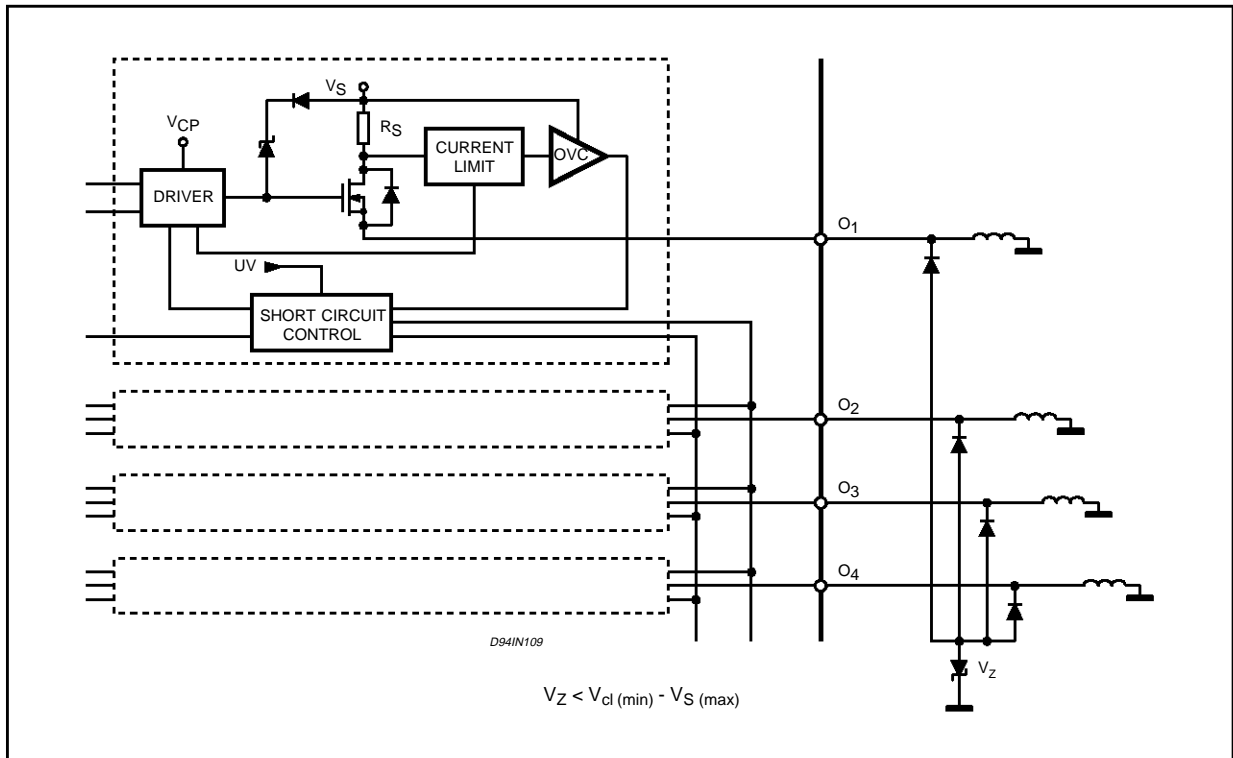 VS
VCP
RS
CURRENT
LIMIT
OVC
DRIVER
O1
UV
SHORT CIRCUIT
CONTROL
O2
O3
O4
D94IN109
VZ
VZ < Vcl (min) - VS (max)